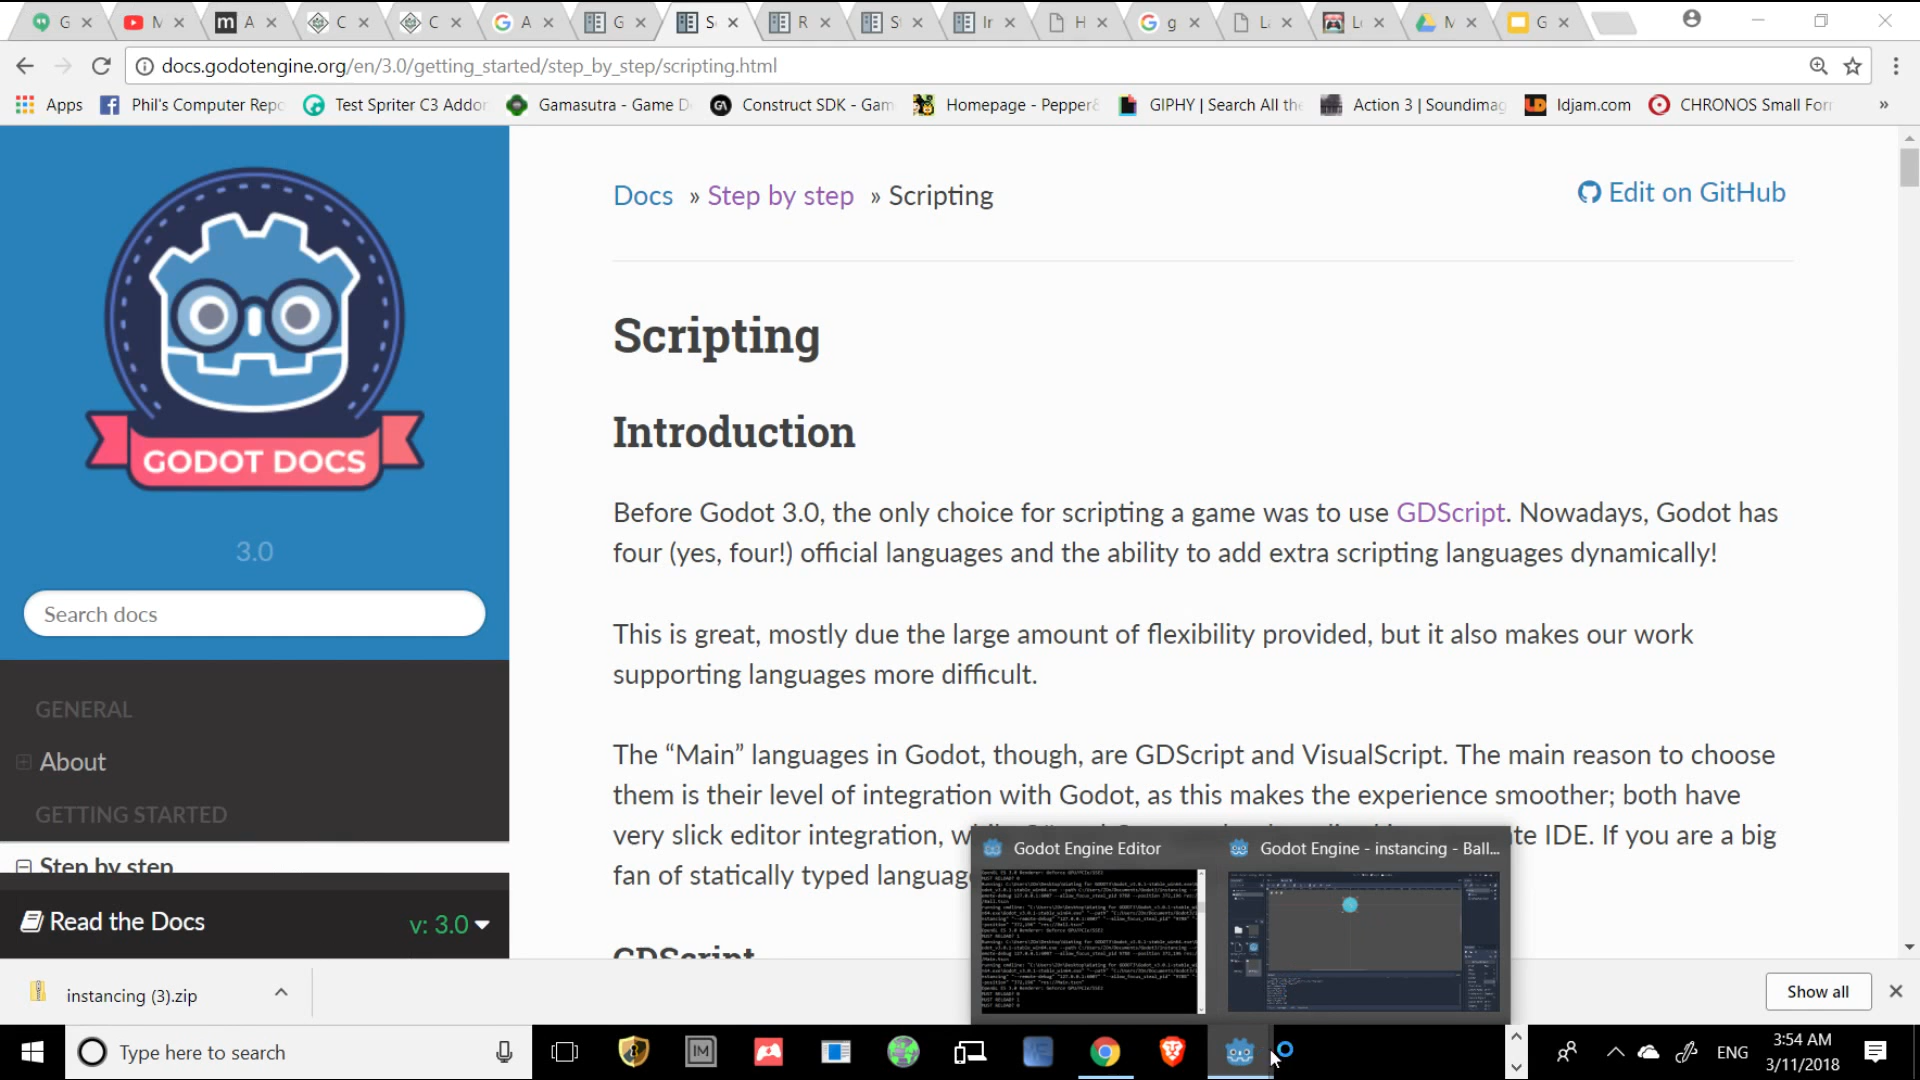 G
M
A
C
C
A
G
S
R
S
Ir
H
g
L
L
M
G
docs.godotengine.org/en/3.0/getting_started/step_by_step/scripting.html
Apps
Phil's Computer Repo
Test Spriter C3 Addo
Gamasutra - Game D
Construct SDK - Gam
Homepage - Pepper8
GIPHY | Search All the
Action 3 | Soundimag
ldjam.com
CHRONOS Small Forr
»
GODOT DOCS
3.0
Search docs
GENERAL
About
GETTING STARTED
Step by step
Read the Docs
v: 3.0
Docs » Step by step » Scripting
Edit on GitHub
Scripting
Introduction
Before Godot 3.0, the only choice for scripting a game was to use GDScript. Nowadays, Godot has
four (yes, four!) official languages and the ability to add extra scripting languages dynamically!
This is great, mostly due the large amount of flexibility provided, but it also makes our work
supporting languages more difficult.
The “Main” languages in Godot, though, are GDScript and VisualScript. The main reason to choose
them is their level of integration with Godot, as this makes the experience smoother; both have
very slick editor integration, IDE. If you are a big
fan of statically typed
GDScript
Godot Engine Editor
Godot Engine - instancing - Ball...
instancing (3).zip
Show all
Type here to search
ENG
3:54 AM
3/11/2018